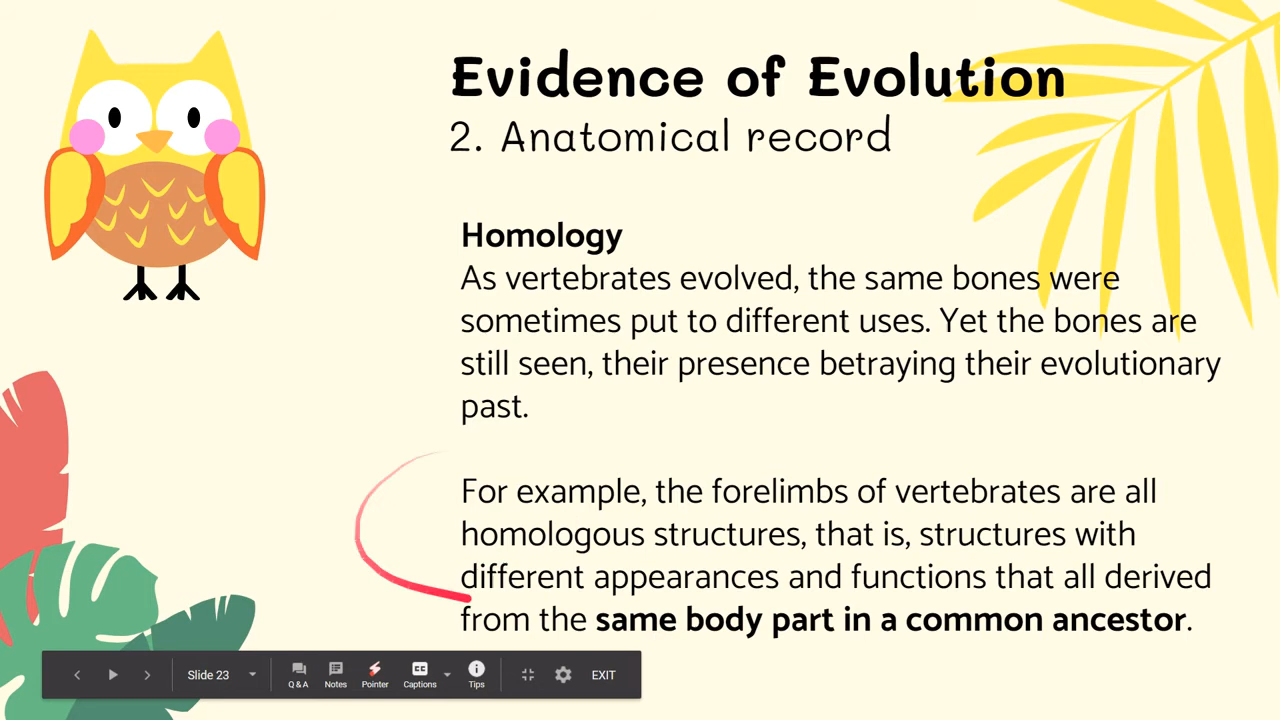 Evidence of Evolution
2. Anatomical record
Homology
As vertebrates evolved, the same bones were
sometimes put to different uses. Yet the bones are
still seen, their presence betraying their evolutionary
past.
For example, the forelimbs of vertebrates are all
homologous structures, that is, structures with
different appearances and functions that all derived
from the same body part in a common ancestor.
Slide 23
Q & A
Notes
Pointer
CC
Captions
Tips
EXIT